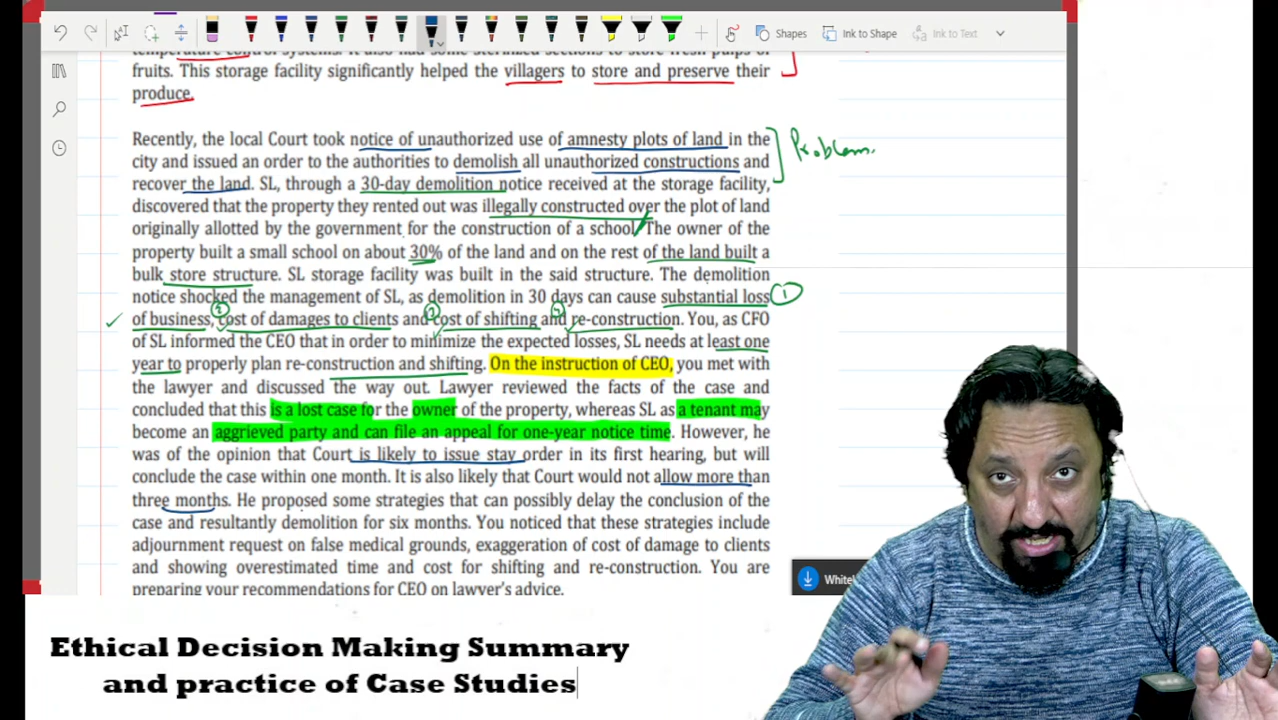 Shapes
Ink to Shape
Ink to Text
temperature control systems. It also had some sterilized sections to store fresh pulps of
fruits. This storage facility significantly helped the villagers to store and preserve their
produce.
Recently, the local Court took notice of unauthorized use of amnesty plots of land in the
city and issued an order to the authorities to demolish all unauthorized constructions and
recover the land. SL, through a 30-day demolition notice received at the storage facility,
discovered that the property they rented out was illegally constructed over the plot of land
originally allotted by the government for the construction of a school. The owner of the
property built a small school on about 30% of the land and on the rest of the land built a
bulk store structure. SL storage facility was built in the said structure. The demolition
notice shocked the management of SL, as demolition in 30 days can cause substantial loss
of business, cost of damages to clients and cost of shifting and re-construction. You, as CFO
of SL informed the CEO that in order to minimize the expected losses, SL needs at least one
year to properly plan re-construction and shifting. On the instruction of CEO, you met with
the lawyer and discussed the way out. Lawyer reviewed the facts of the case and
concluded that this is a lost case for the owner of the property, whereas SL as a tenant may
become an aggrieved party and can file an appeal for one-year notice time. However, he
was of the opinion that Court is likely to issue stay order in its first hearing, but will
conclude the case within one month. It is also likely that Court would not allow more than
three months. He proposed some strategies that can possibly delay the conclusion of the
case and resultantly demolition for six months. You noticed that these strategies include
adjournment request on false medical grounds, exaggeration of cost of damage to clients
and showing overestimated time and cost for shifting and re-construction. You are
preparing your recommendations for CEO on lawyer's advice.
Problem.
1
2
3
Ethical Decision Making Summary
and practice of Case Studies